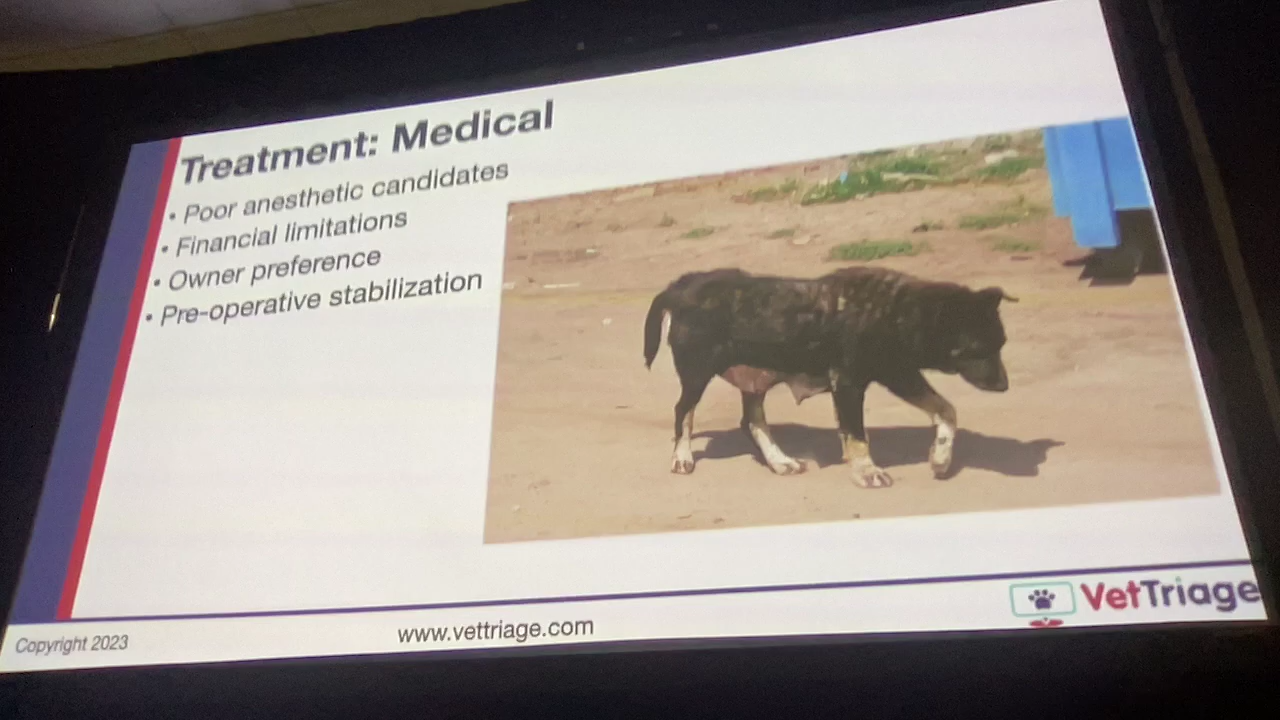 Treatment: Medical
• Poor anesthetic candidates
• Financial limitations
• Owner preference
• Pre-operative stabilization
Copyright 2023
www.vettriage.com
VetTriage